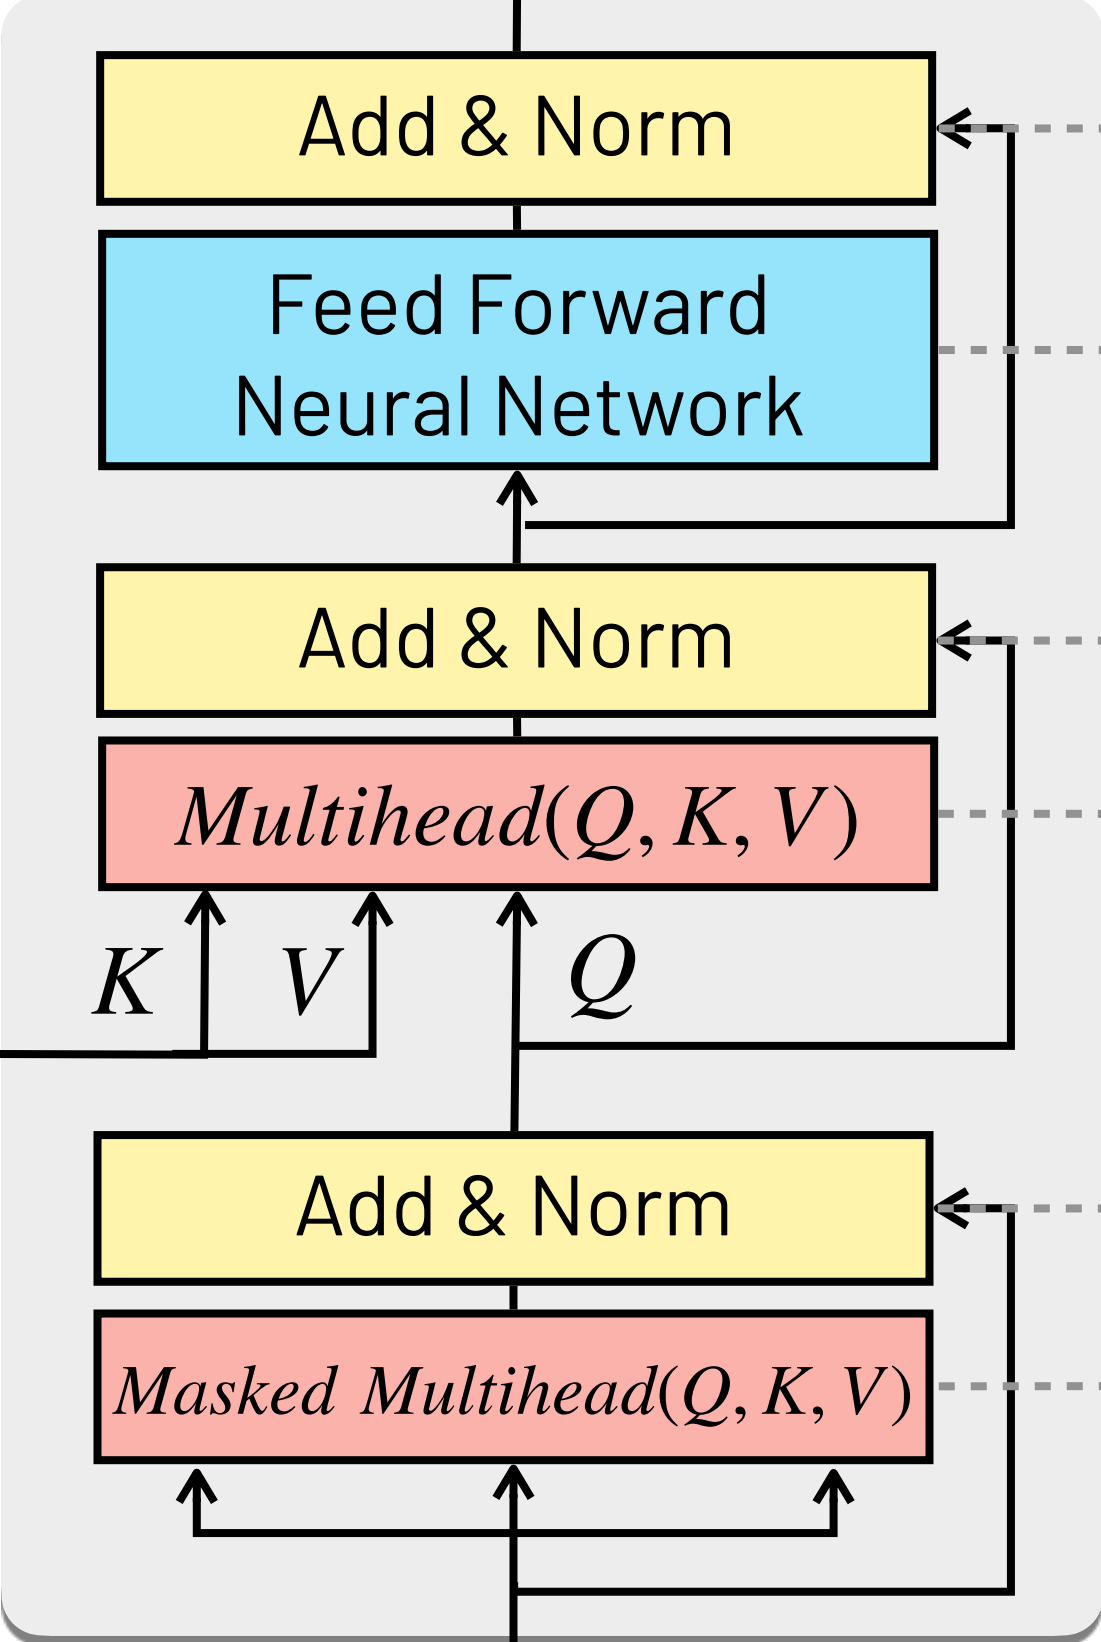 Add & Norm
Feed Forward
Neural Network
Add & Norm
Multihead(Q, K, V)
K V Q
Add & Norm
Masked Multihead(Q, K, V)